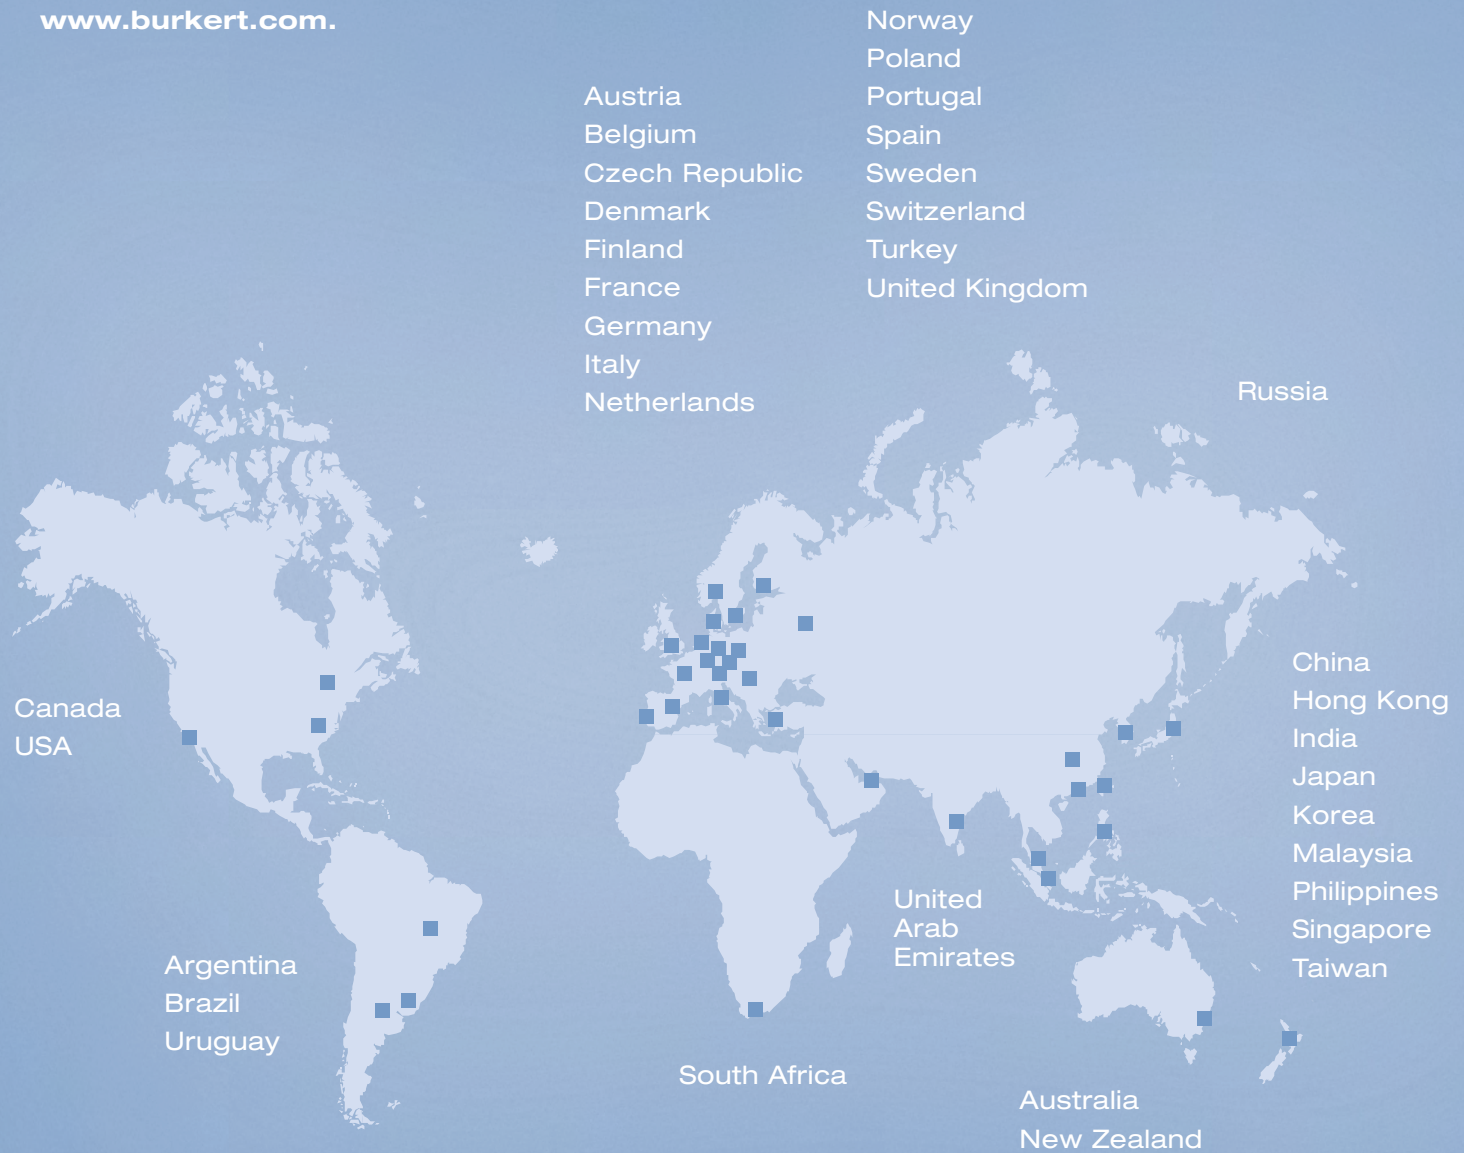 www.burkert.com.
Austria
Belgium
Czech Republic
Denmark
Finland
France
Germany
Italy
Netherlands
Norway
Poland
Portugal
Spain
Sweden
Switzerland
Turkey
United Kingdom
Russia
Canada
USA
China
Hong Kong
India
Japan
Korea
Malaysia
Philippines
Singapore
Taiwan
United
Arab
Emirates
Argentina
Brazil
Uruguay
South Africa
Australia
New Zealand